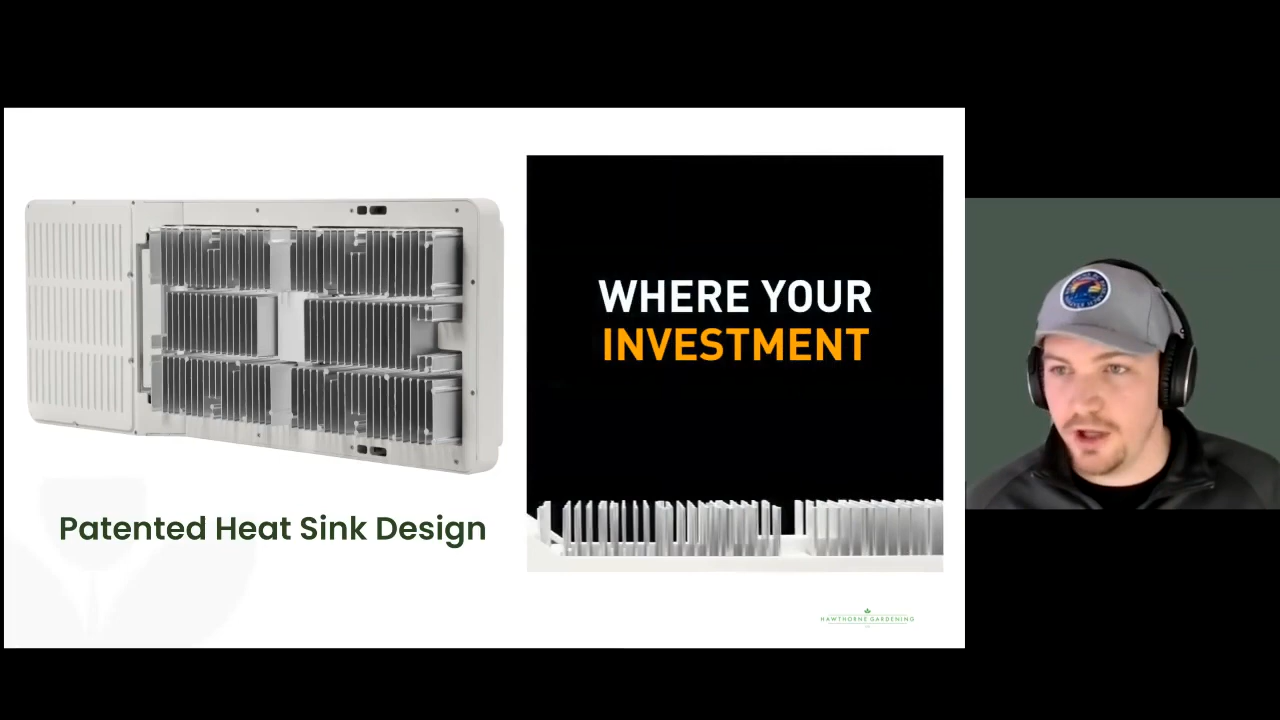 WHERE YOUR
INVESTMENT
Patented Heat Sink Design
HAWTHORNE GARDENING